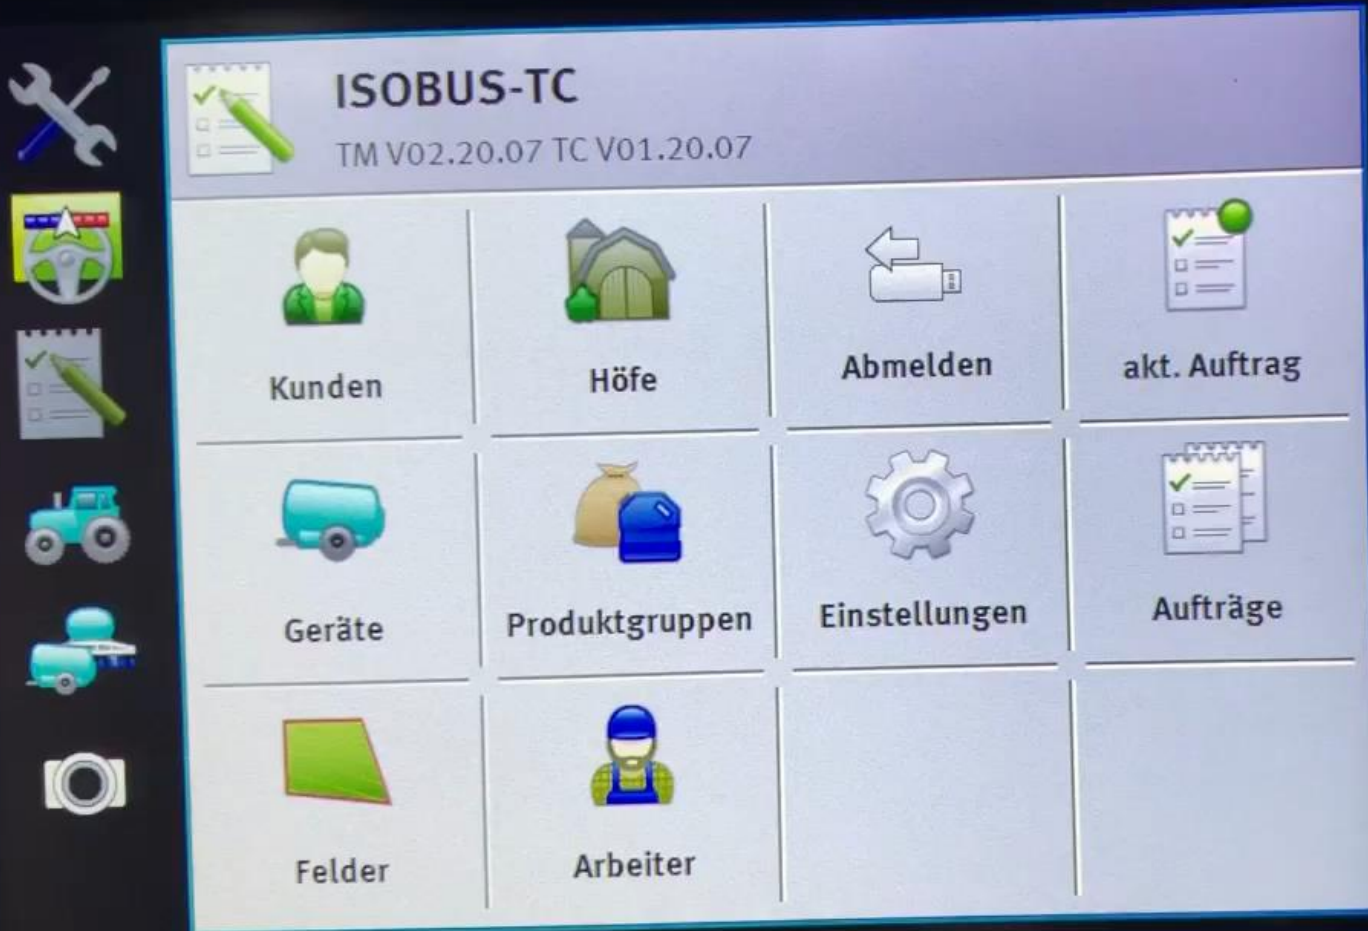 ISOBUS-TC
TM V02.20.07 TC V01.20.07
Kunden
Höfe
Abmelden
akt. Auftrag
Geräte
Produktgruppen
Einstellungen
Aufträge
Felder
Arbeiter